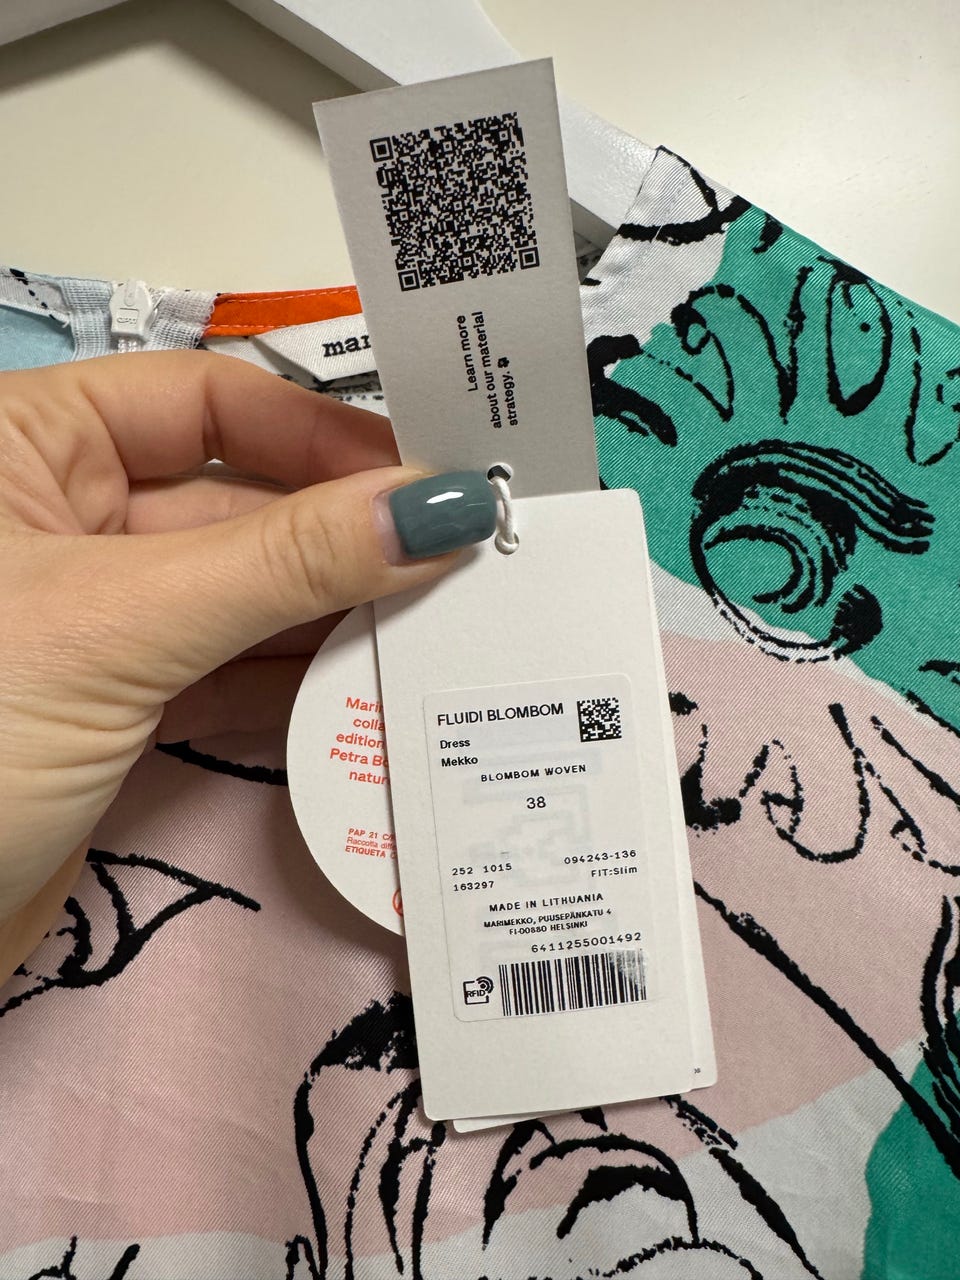 Learn more
about our material
strategy.
mar
Mari
colla
edition
Petra B
natur
PAP 21
Raccolta
ETIQUETA
FLUIDI BLOMBOM
Dress
Mekko
BLOMBOM WOVEN
38
252 1015
094243-136
163297
FIT:Slim
MADE IN LITHUANIA
MARIMEKKO, PUUSEPÄNKATU 4
FI-00880 HELSINKI
6411255001492
RFID